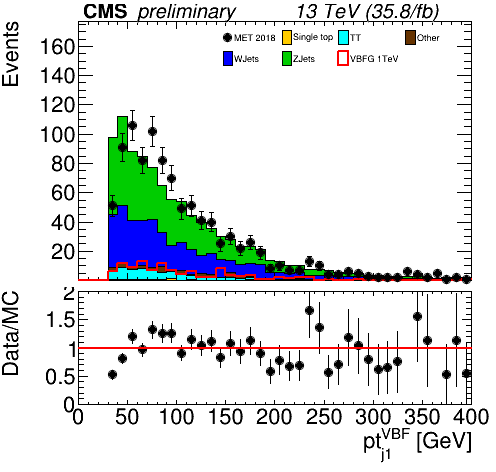 CMS preliminary 13 TeV (35.8/fb)
Events
MET 2018 Single top TT Other
WJets ZJets VBFG 1TeV
160
140
120
100
80
60
40
20
Data/MC
2
1.5
1
0.5
0
0 50 100 150 200 250 300 350 400
pt_{j1}^{VBF} [GeV]